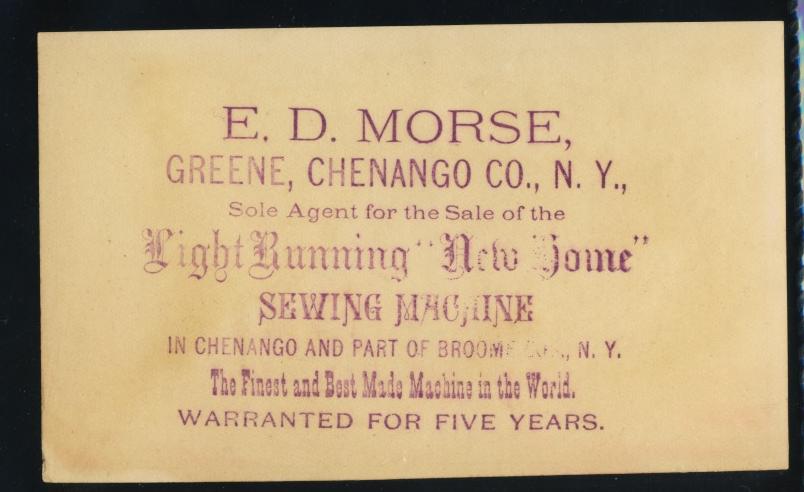 E. D. MORSE,
GREENE, CHENANGO CO., N. Y.,
Sole Agent for the Sale of the
Light Running "New Home"
SEWING MACHINE
IN CHENANGO AND PART OF BROOME N. Y.
The Finest and Best Made Machine in the World.
WARRANTED FOR FIVE YEARS.